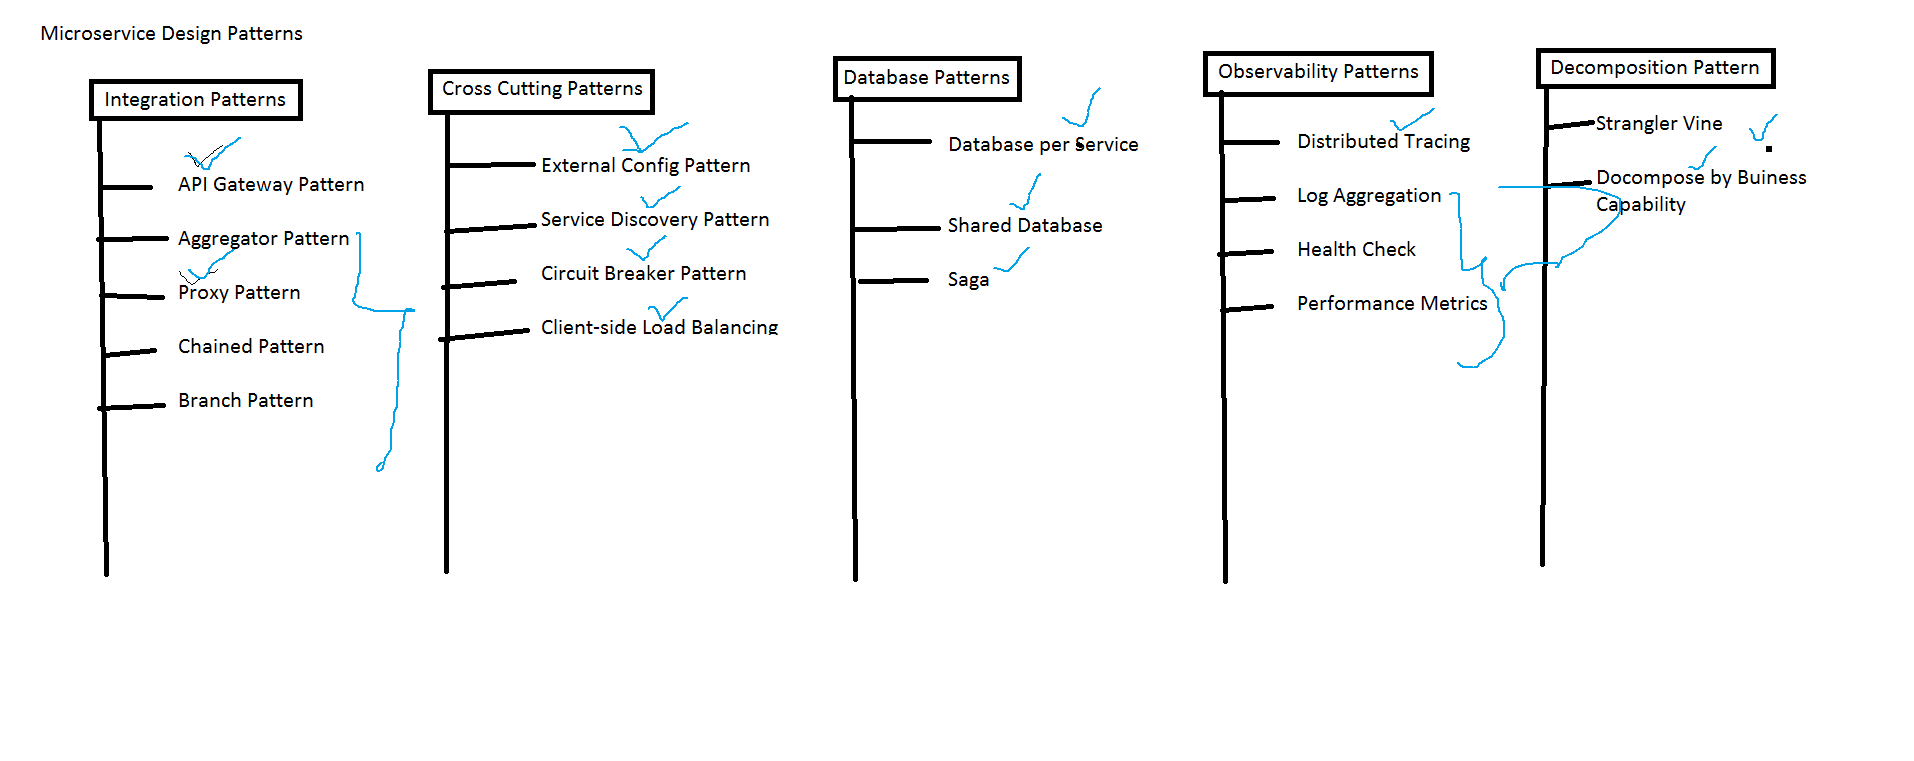 Microservice Design Patterns
Integration Patterns
API Gateway Pattern
Aggregator Pattern
Proxy Pattern
Chained Pattern
Branch Pattern
Cross Cutting Patterns
External Config Pattern
Service Discovery Pattern
Circuit Breaker Pattern
Client-side Load Balancing
Database Patterns
Database per Service
Shared Database
Saga
Observability Patterns
Distributed Tracing
Log Aggregation
Health Check
Performance Metrics
Decomposition Pattern
Strangler Vine
Docompose by Buiness
Capability